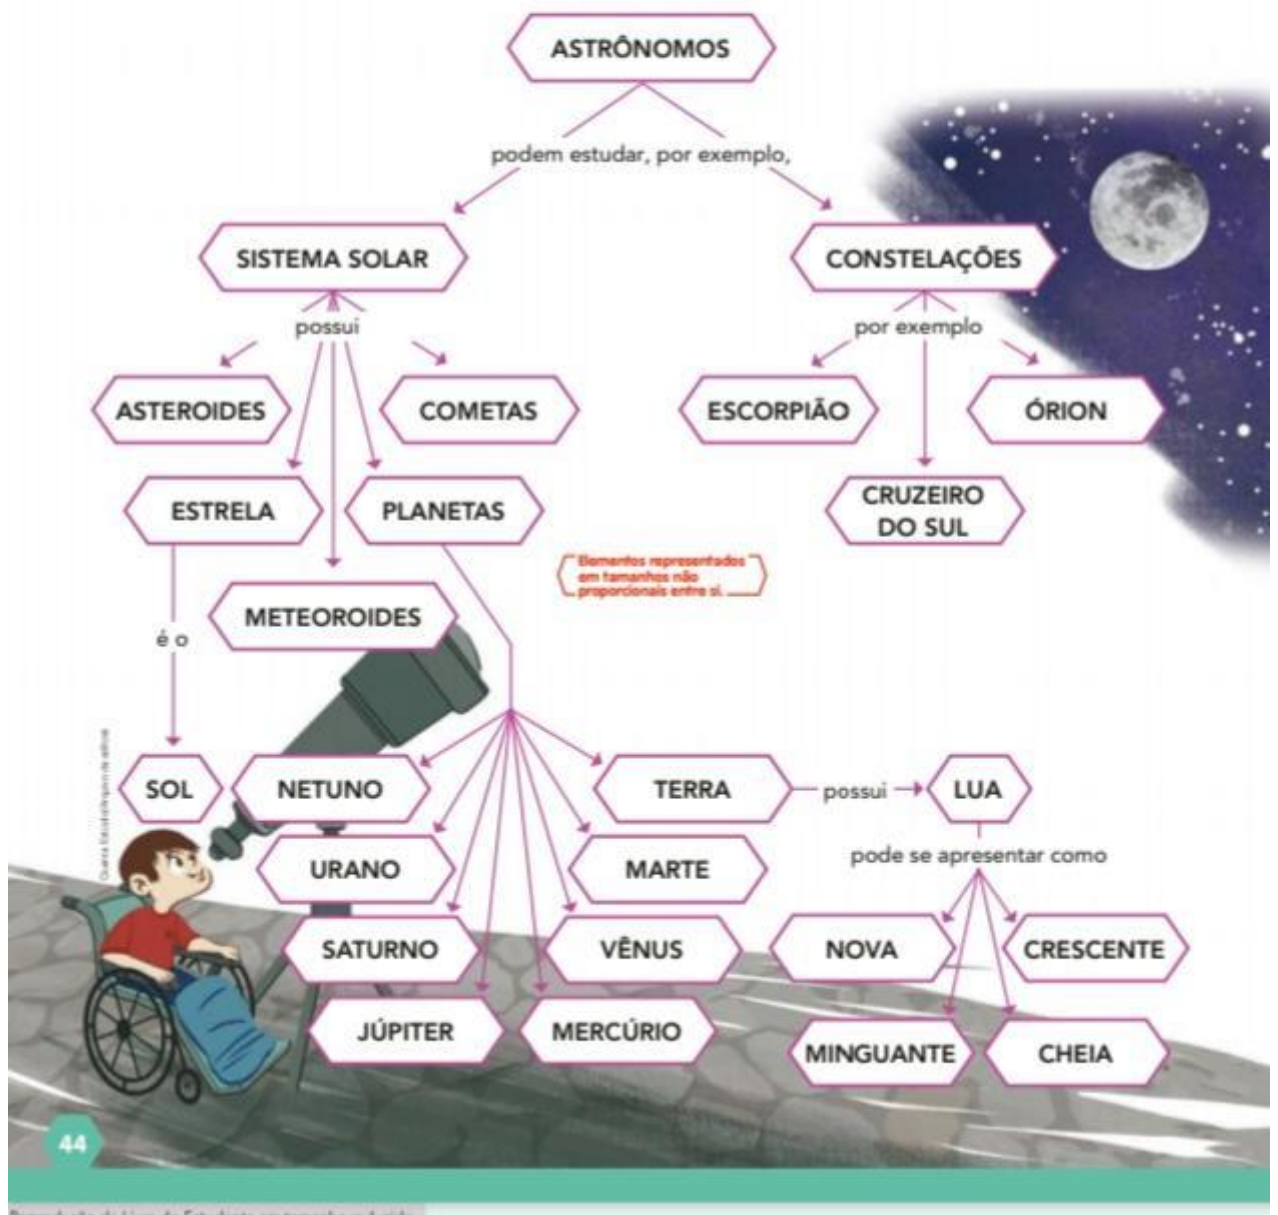 ASTRÔNOMOS
podem estudar, por exemplo,
SISTEMA SOLAR
CONSTELAÇÕES
possui
por exemplo
ASTEROIDES
COMETAS
ESCORPIÃO
ÓRION
ESTRELA
PLANETAS
CRUZEIRO
DO SUL
Elementos representados
em tamanhos não
proporcionais entre si.
METEOROIDES
é o
SOL
NETUNO
TERRA
possui
LUA
URANO
MARTE
pode se apresentar como
SATURNO
VÊNUS
NOVA
CRESCENTE
JÚPITER
MERCÚRIO
MINGUANTE
CHEIA
44